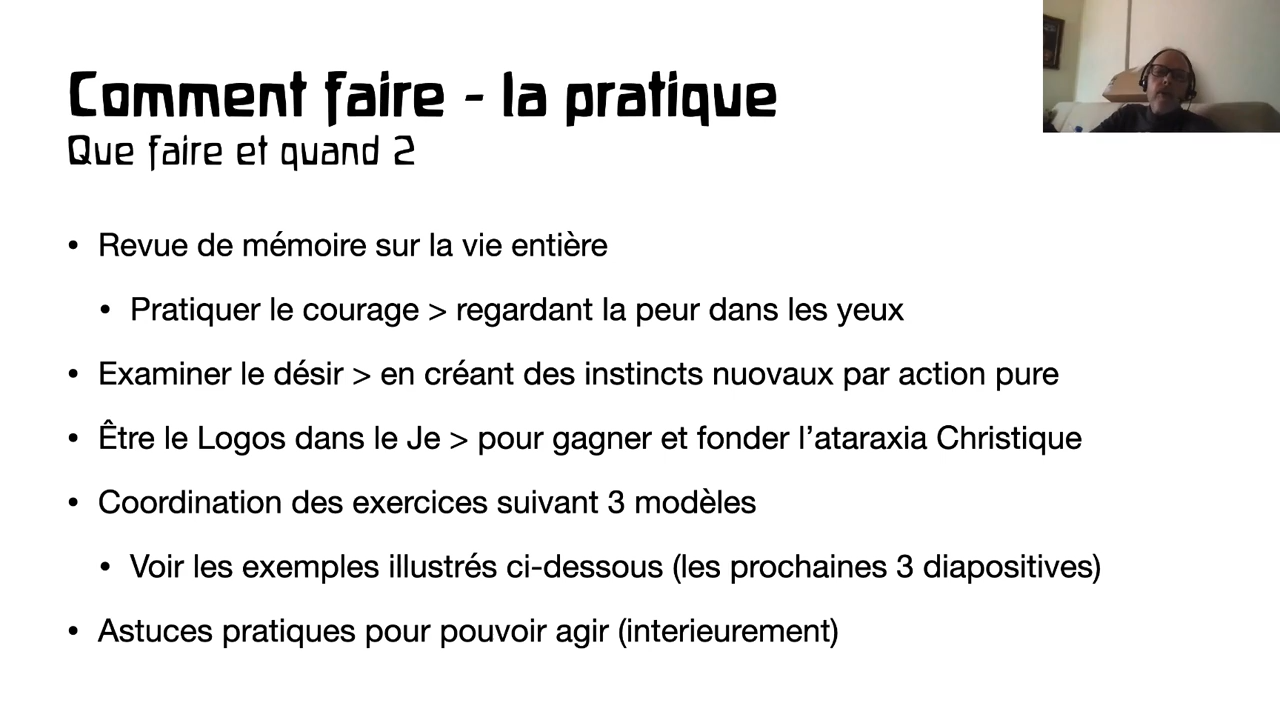 Comment faire - la pratique
Que faire et quand 2
• Revue de mémoire sur la vie entière
• Pratiquer le courage > regardant la peur dans les yeux
• Examiner le désir > en créant des instincts nuovaux par action pure
• Être le Logos dans le Je > pour gagner et fonder l’ataraxia Christique
• Coordination des exercices suivant 3 modèles
• Voir les exemples illustrés ci-dessous (les prochaines 3 diapositives)
• Astuces pratiques pour pouvoir agir (interieurement)